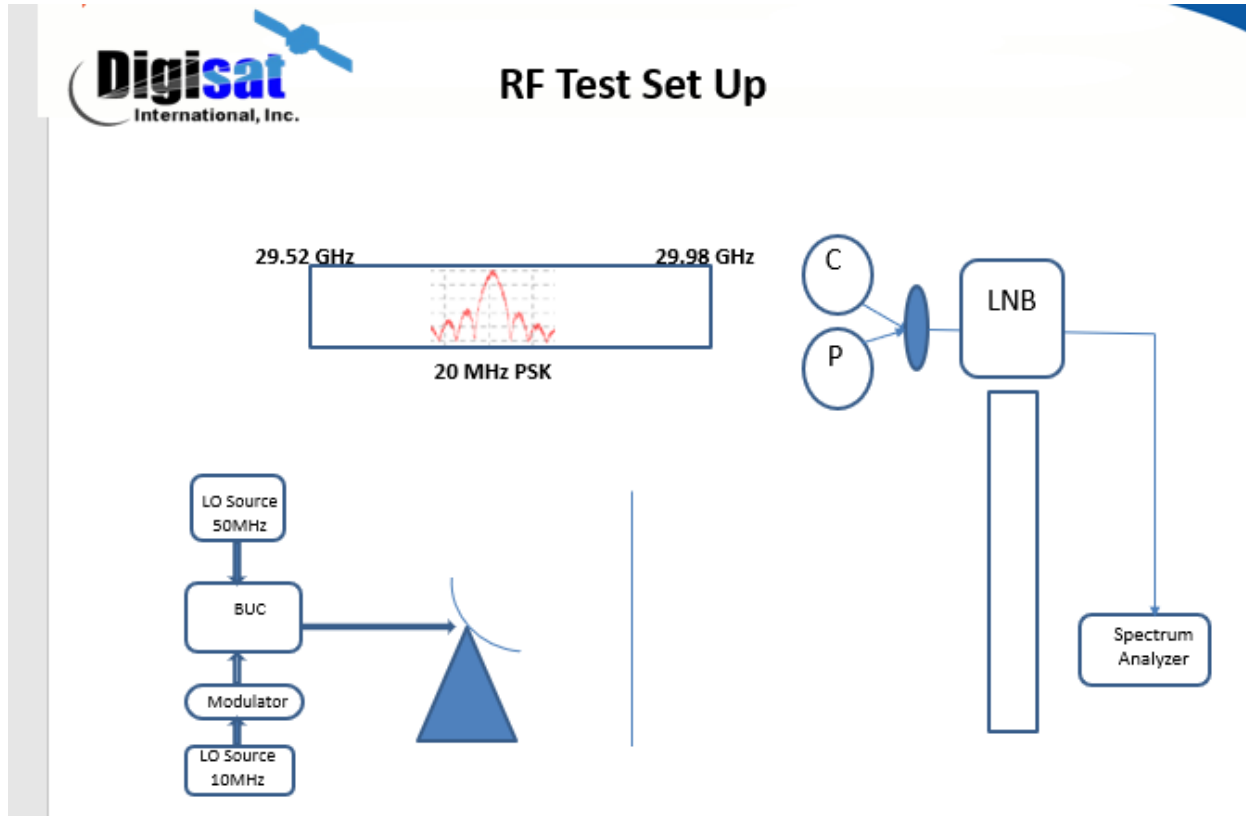 Digisat
International, Inc.
RF Test Set Up
29.52 GHz
29.98 GHz
20 MHz PSK
C
P
LNB
LO Source
50MHz
BUC
Modulator
LO Source
10MHz
Spectrum
Analyzer